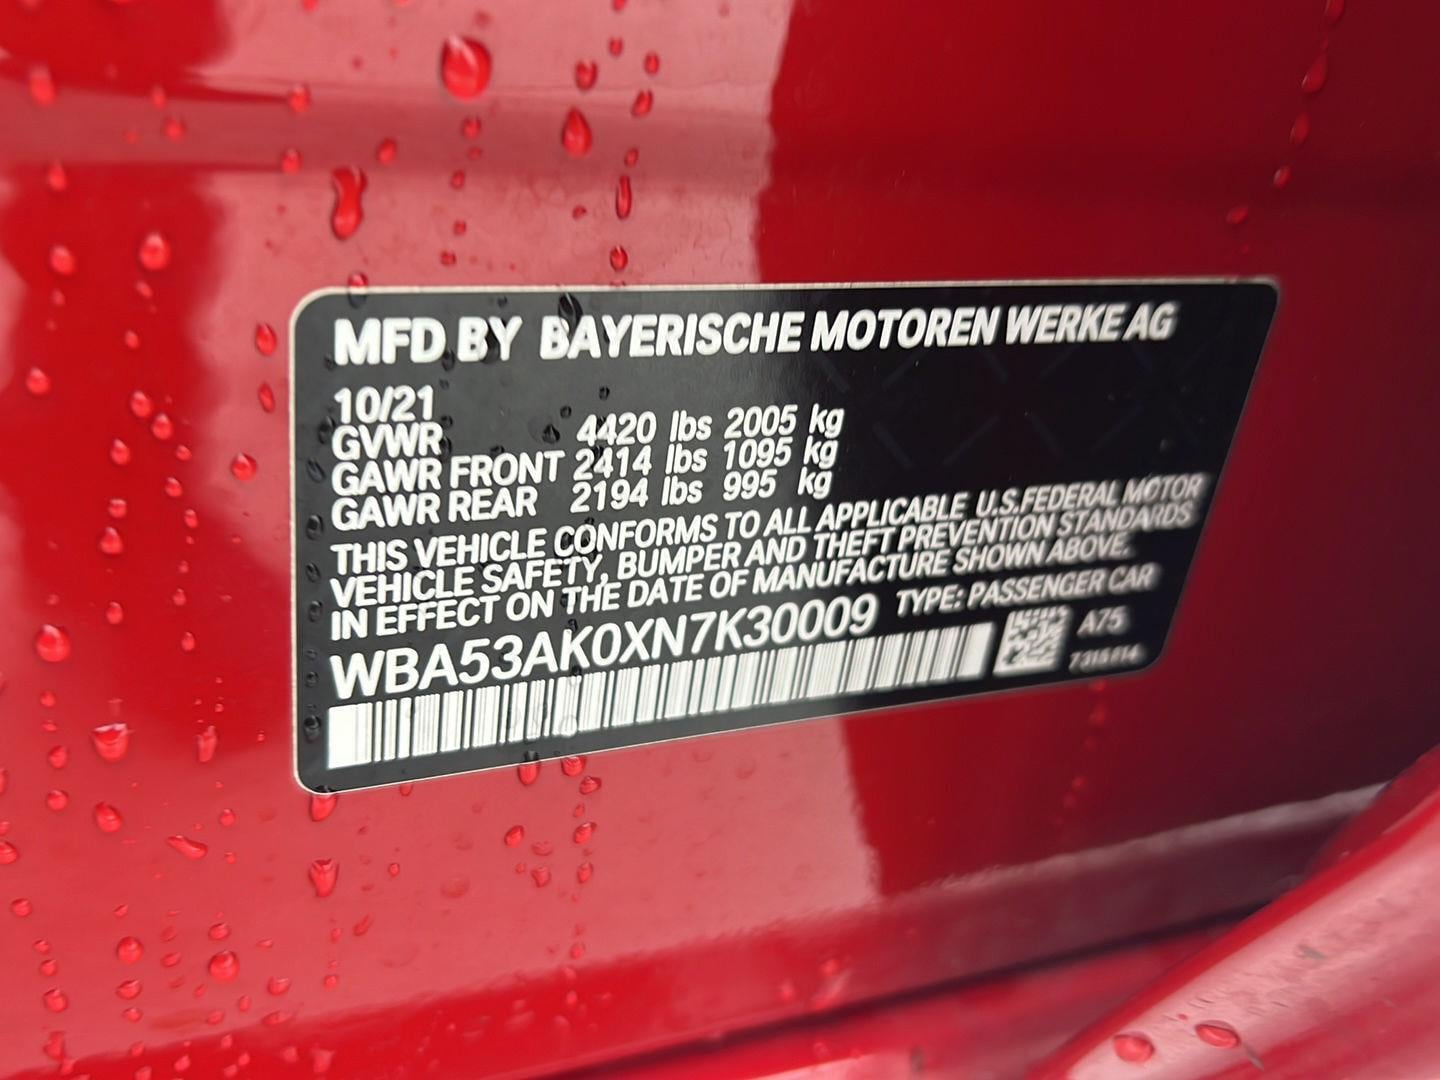 MFD BY BAYERISCHE MOTOREN WERKE AG
10/21
GVWR 4420 lbs 2005 kg
GAWR FRONT 2414 lbs 1095 kg
GAWR REAR 2194 lbs 995 kg
THIS VEHICLE CONFORMS TO ALL APPLICABLE U.S.FEDERAL MOTOR
VEHICLE SAFETY, BUMPER AND THEFT PREVENTION STANDARDS
IN EFFECT ON THE DATE OF MANUFACTURE SHOWN ABOVE.
WBA53AK0XN7K30009 TYPE: PASSENGER CAR
A75